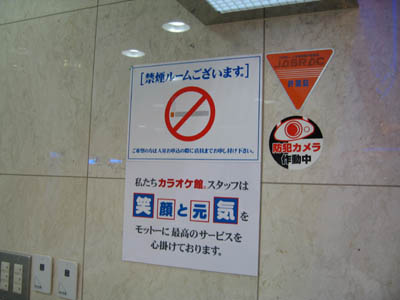 [禁煙ルームございます。]
ご希望の方は入室お申込の際に店員までお申し付け下さい。
私たちカラオケ館®スタッフは
笑顔と元気を
モットーに最高のサービスを
心掛けております。
JASRAC
許諾店
防犯カメラ
作動中